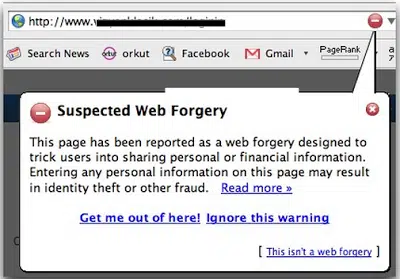 http://www.
Search News orkut Facebook Gmail PageRank
Suspected Web Forgery
This page has been reported as a web forgery designed to
trick users into sharing personal or financial information.
Entering any personal information on this page may result
in identity theft or other fraud. Read more »
Get me out of here! Ignore this warning
[ This isn't a web forgery ]